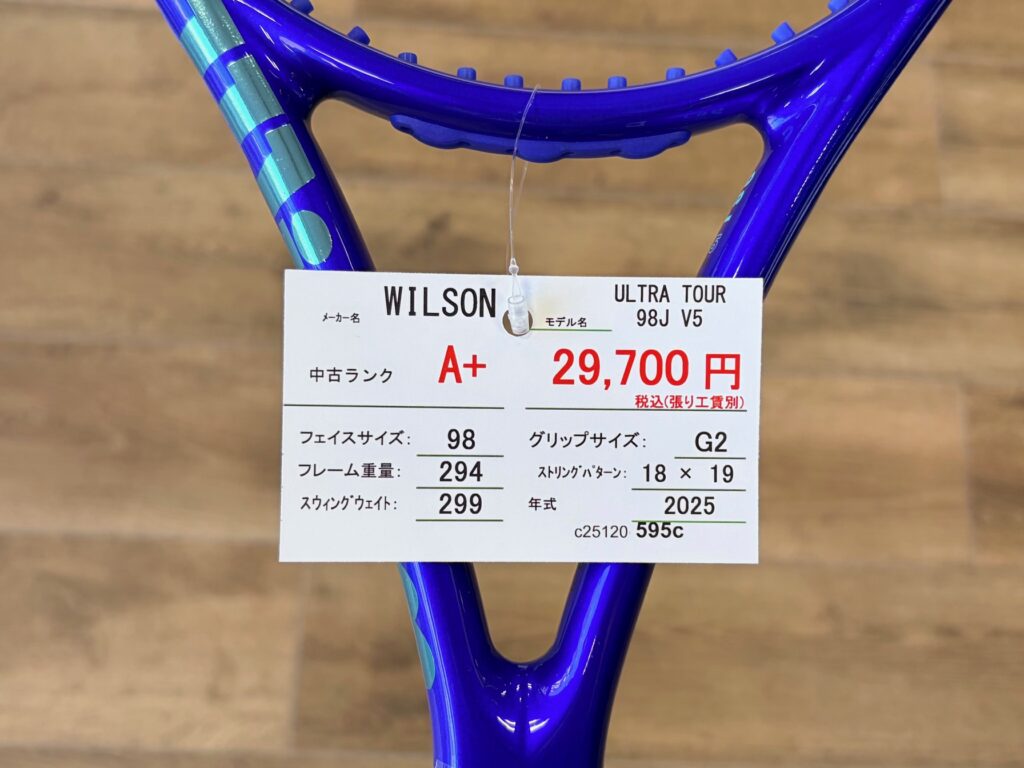 メーカー名 WILSON
モデル名 ULTRA TOUR
98J V5
中古ランク A+
29,700 円
税込(張り工賃別)
フェイスサイズ: 98
グリップサイズ: G2
フレーム重量: 294
ストリングパターン: 18 × 19
スウィングウェイト: 299
年式 2025
c25120 595c